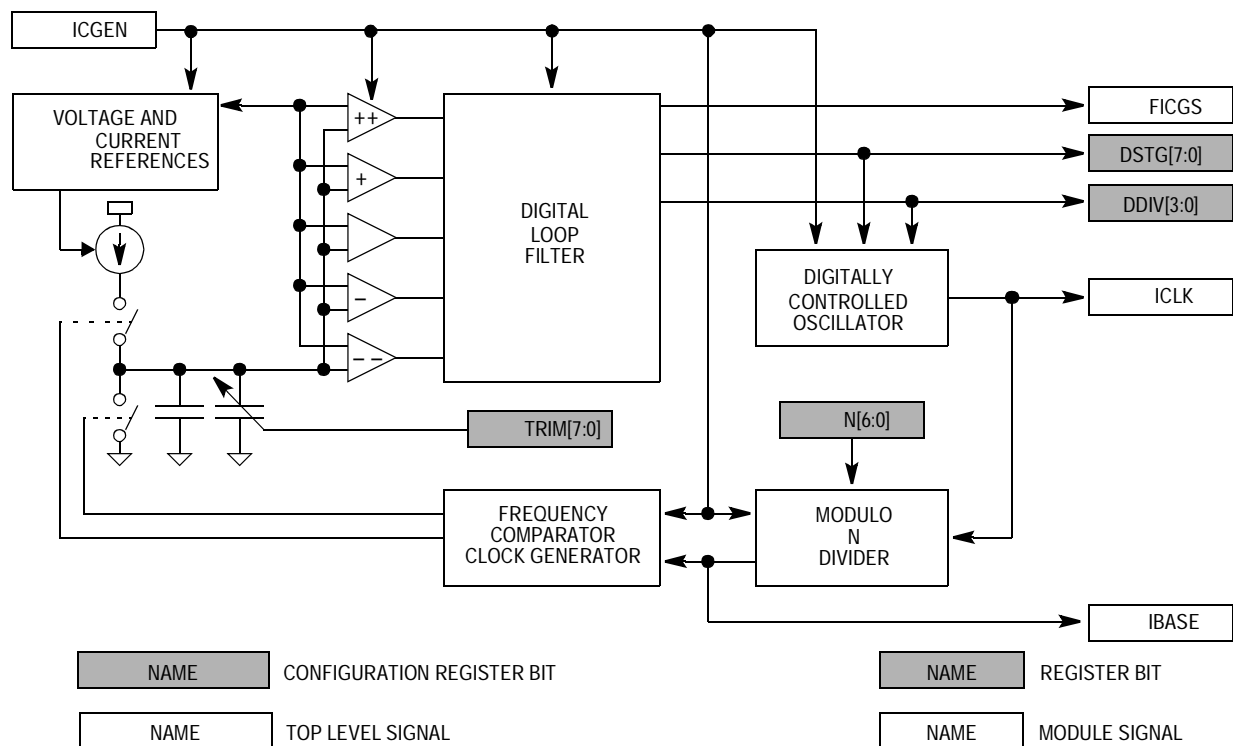 ICGEN
VOLTAGE AND
CURRENT
REFERENCES
++
+
-
- -
DIGITAL
LOOP
FILTER
FICGS
DSTG[7:0]
DDIV[3:0]
DIGITALLY
CONTROLLED
OSCILLATOR
ICLK
TRIM[7:0]
N[6:0]
FREQUENCY
COMPARATOR
CLOCK GENERATOR
MODULO
N
DIVIDER
IBASE
NAME CONFIGURATION REGISTER BIT
NAME REGISTER BIT
NAME TOP LEVEL SIGNAL
NAME MODULE SIGNAL